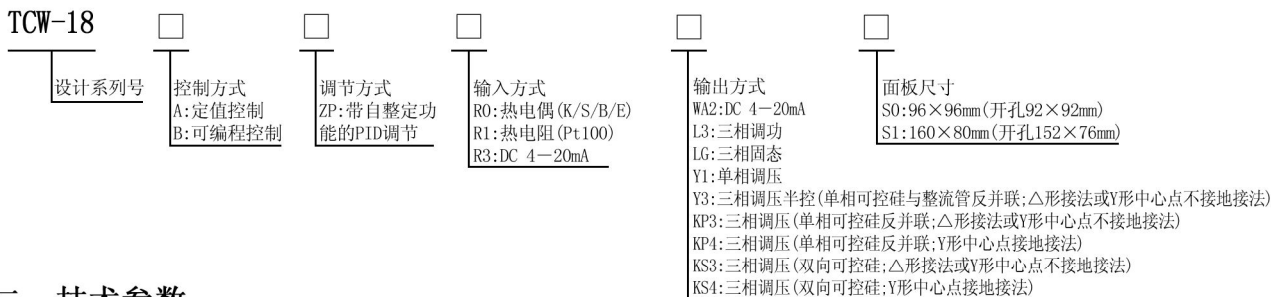 TCW-18 □ □ □ □ □
设计系列号
控制方式
A:定值控制
B:可编程控制
调节方式
ZP:带自整定功
能的PID调节
输入方式
R0:热电偶(K/S/B/E)
R1:热电阻(Pt100)
R3:DC 4－20mA
输出方式
WA2:DC 4－20mA
L3:三相调功
LG:三相固态
Y1:单相调压
Y3:三相调压半控(单相可控硅与整流管反并联;△形接法或Y形中心点不接地接法)
KP3:三相调压(单相可控硅反并联;△形接法或Y形中心点不接地接法)
KP4:三相调压(单相可控硅反并联;Y形中心点接地接法)
KS3:三相调压(双向可控硅;△形接法或Y形中心点不接地接法)
KS4:三相调压(双向可控硅;Y形中心点接地接法)
面板尺寸
S0:96×96mm(开孔92×92mm)
S1:160×80mm(开孔152×76mm)
技术参数